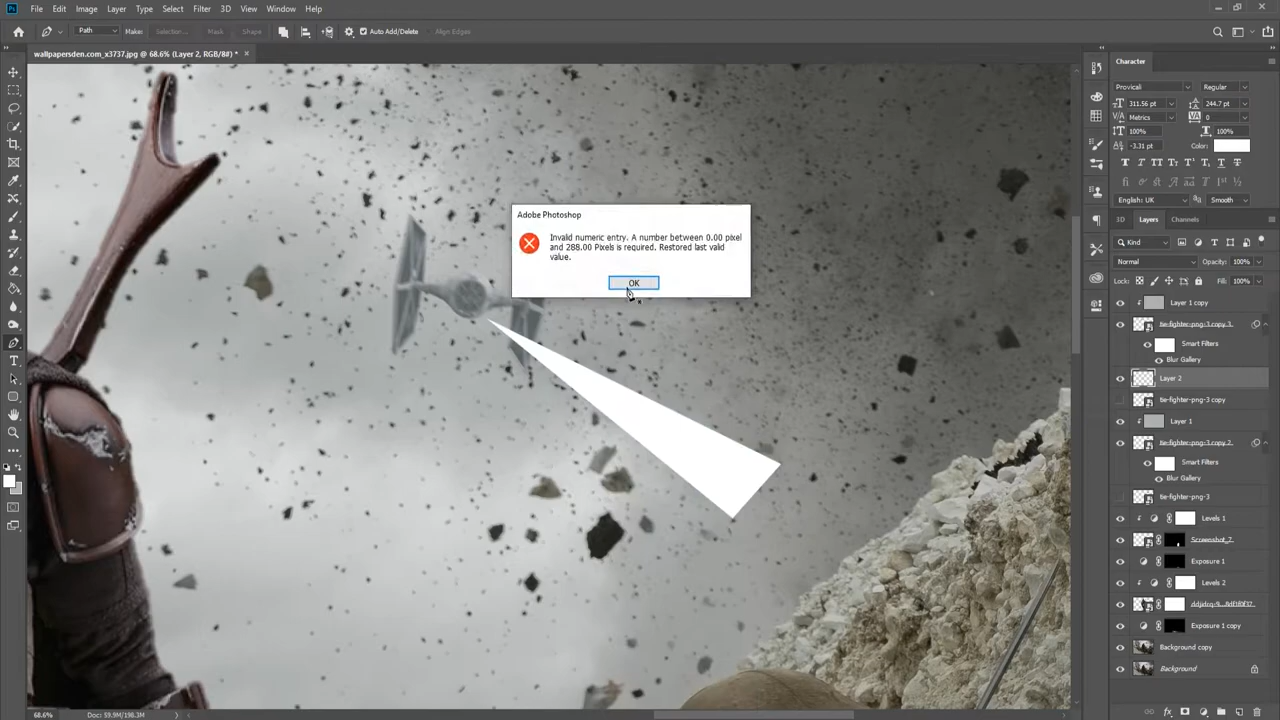 Ps File Edit Image Layer Type Select Filter 3D View Window Help
Path Make: Selection... Mask Shape Auto Add/Delete Align Edges
wallpapersden.com_x3737.jpg @ 68.6% (Layer 2, RGB/8#) *
Adobe Photoshop
Invalid numeric entry. A number between 0.00 pixel
and 288.00 Pixels is required. Restored last valid
value.
OK
Character
Provicali Regular
311.56 pt 244.7 pt
Metrics 0
100% 100%
-3.31 pt Color:
English: UK Smooth
3D Layers Channels
Kind
Normal Opacity: 100%
Lock: Fill: 100%
Layer 1 copy
tie-fighter-png-3 copy 3
Smart Filters
Blur Gallery
Layer 2
tie-fighter-png-3 copy
Layer 1
tie-fighter-png-3 copy 2
Smart Filters
Blur Gallery
tie-fighter-png-3
Levels 1
Screenshot_7
Exposure 1
Levels 2
Exposure 1 copy
Background copy
Background
68.6% Doc: 59.9M/198.3M